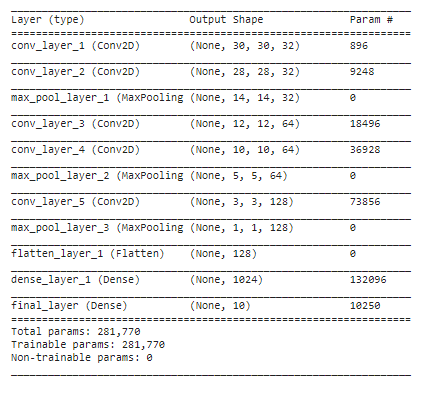 Layer (type) Output Shape Param #
conv_layer_1 (Conv2D) (None, 30, 30, 32) 896
conv_layer_2 (Conv2D) (None, 28, 28, 32) 9248
max_pool_layer_1 (MaxPooling (None, 14, 14, 32) 0
conv_layer_3 (Conv2D) (None, 12, 12, 64) 18496
conv_layer_4 (Conv2D) (None, 10, 10, 64) 36928
max_pool_layer_2 (MaxPooling (None, 5, 5, 64) 0
conv_layer_5 (Conv2D) (None, 3, 3, 128) 73856
max_pool_layer_3 (MaxPooling (None, 1, 1, 128) 0
flatten_layer_1 (Flatten) (None, 128) 0
dense_layer_1 (Dense) (None, 1024) 132096
final_layer (Dense) (None, 10) 10250
Total params: 281,770
Trainable params: 281,770
Non-trainable params: 0